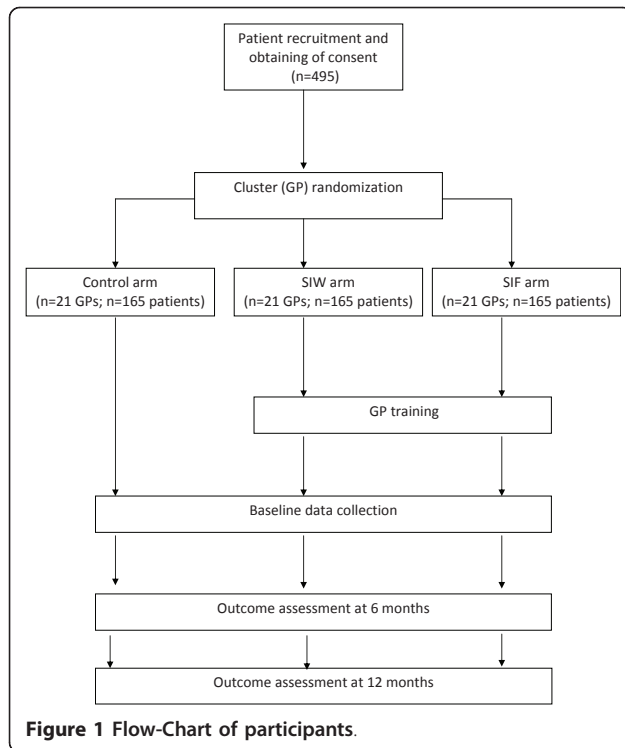 Patient recruitment and
obtaining of consent
(n=495)
Cluster (GP) randomization
Control arm
(n=21 GPs; n=165 patients)
SIW arm
(n=21 GPs; n=165 patients)
SIF arm
(n=21 GPs; n=165 patients)
GP training
Baseline data collection
Outcome assessment at 6 months
Outcome assessment at 12 months
Figure 1 Flow-Chart of participants.